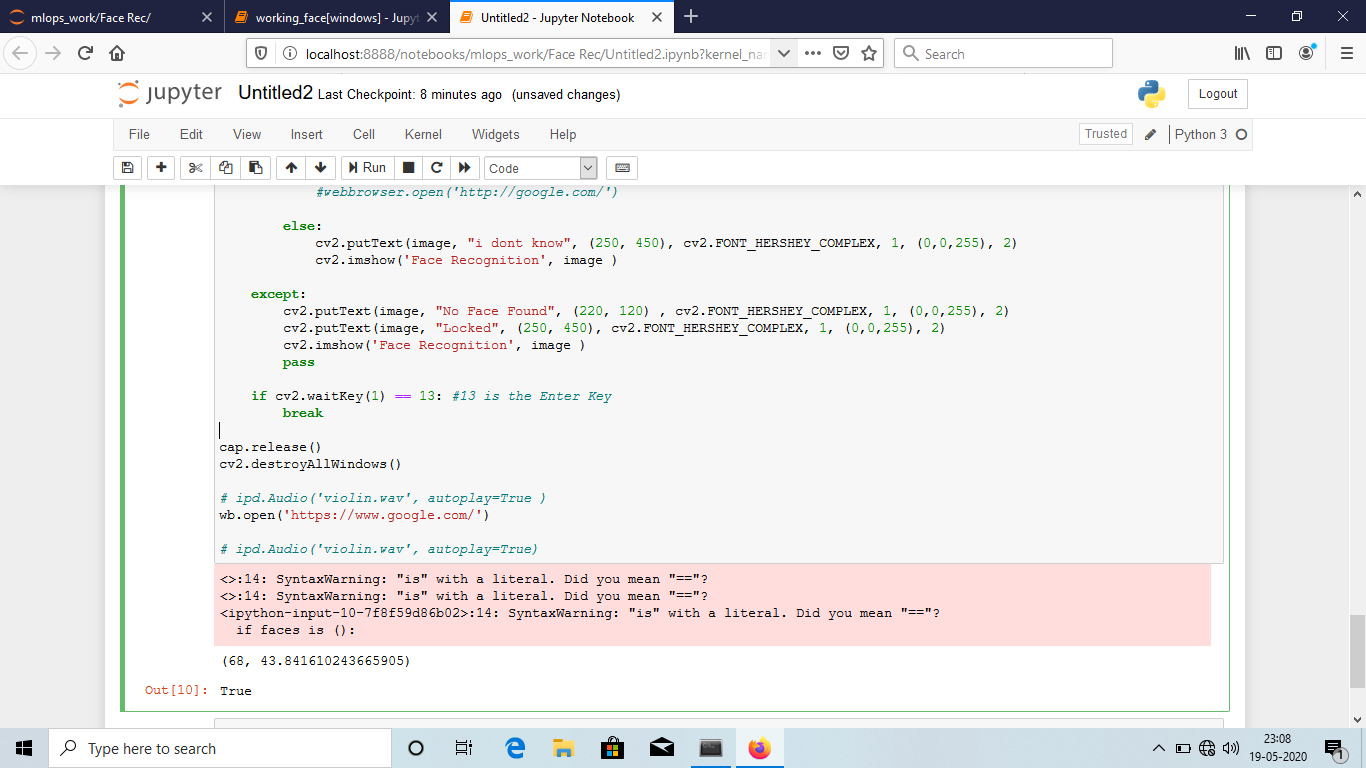 mlops_work/Face Rec/
working_face[windows] - Jupyt
Untitled2 - Jupyter Notebook
localhost:8888/notebooks/mlops_work/Face Rec/Untitled2.ipynb?kernel_nar
Search
jupyter Untitled2 Last Checkpoint: 8 minutes ago (unsaved changes)
Logout
File Edit View Insert Cell Kernel Widgets Help
Trusted Python 3
Run Code
#webbrowser.open('http://google.com/')
else:
cv2.putText(image, "i dont know", (250, 450), cv2.FONT_HERSHEY_COMPLEX, 1, (0,0,255), 2)
cv2.imshow('Face Recognition', image )
except:
cv2.putText(image, "No Face Found", (220, 120) , cv2.FONT_HERSHEY_COMPLEX, 1, (0,0,255), 2)
cv2.putText(image, "Locked", (250, 450), cv2.FONT_HERSHEY_COMPLEX, 1, (0,0,255), 2)
cv2.imshow('Face Recognition', image )
pass
if cv2.waitKey(1) == 13: #13 is the Enter Key
break
cap.release()
cv2.destroyAllWindows()
# ipd.Audio('violin.wav', autoplay=True )
wb.open('https://www.google.com/')
# ipd.Audio('violin.wav', autoplay=True)
<>:14: SyntaxWarning: "is" with a literal. Did you mean "=="?
<>:14: SyntaxWarning: "is" with a literal. Did you mean "=="?
<ipython-input-10-7f8f59d86b02>:14: SyntaxWarning: "is" with a literal. Did you mean "=="?
if faces is ():
(68, 43.841610243665905)
Out[10]: True
Type here to search
23:08
19-05-2020
1